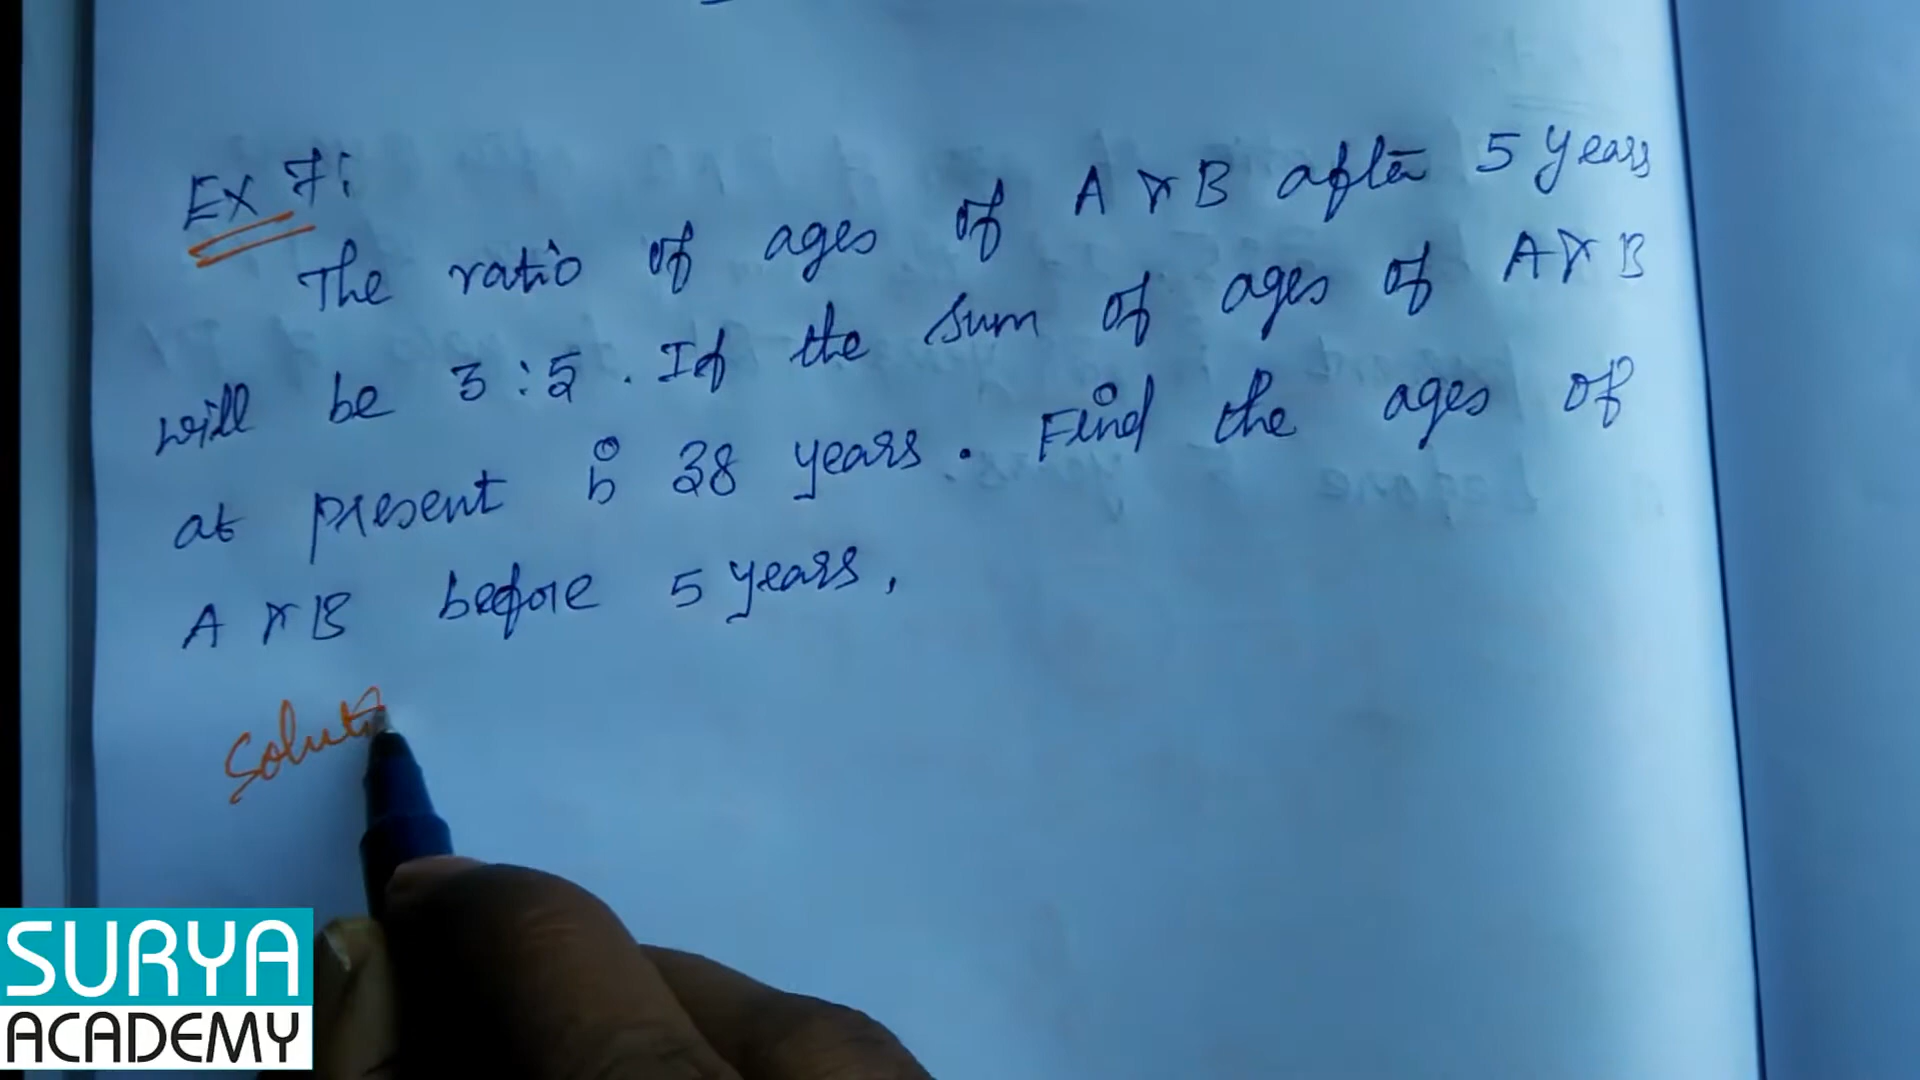 Ex 7:
The ratio of ages of A & B after 5 years
will be 3:5. If the sum of ages of A & B
at present is 38 years. Find the ages of
A & B before 5 years,
Soluti
SURYA
ACADEMY